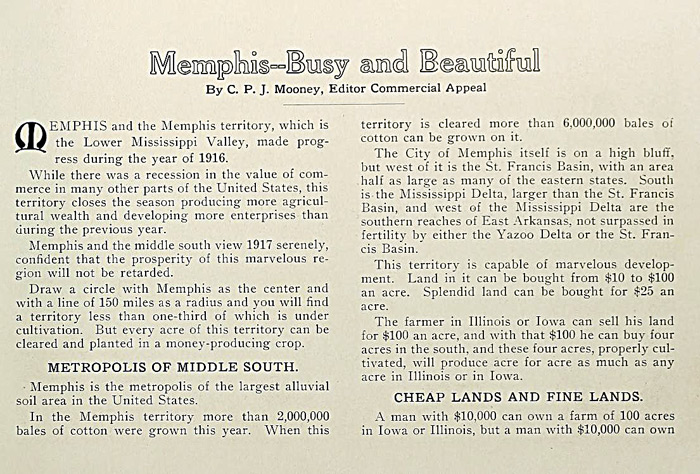 Memphis--Busy and Beautiful
By C. P. J. Mooney, Editor Commercial Appeal
MEMPHIS and the Memphis territory, which is
the Lower Mississippi Valley, made prog-
ress during the year of 1916.
While there was a recession in the value of com-
merce in many other parts of the United States, this
territory closes the season producing more agricul-
tural wealth and developing more enterprises than
during the previous year.
Memphis and the middle south view 1917 serenely,
confident that the prosperity of this marvelous re-
gion will not be retarded.
Draw a circle with Memphis as the center and
with a line of 150 miles as a radius and you will find
a territory less than one-third of which is under
cultivation. But every acre of this territory can be
cleared and planted in a money-producing crop.
METROPOLIS OF MIDDLE SOUTH.
Memphis is the metropolis of the largest alluvial
soil area in the United States.
In the Memphis territory more than 2,000,000
bales of cotton were grown this year. When this
territory is cleared more than 6,000,000 bales of
cotton can be grown on it.
The City of Memphis itself is on a high bluff,
but west of it is the St. Francis Basin, with an area
half as large as many of the eastern states. South
is the Mississippi Delta, larger than the St. Francis
Basin, and west of the Mississippi Delta are the
southern reaches of East Arkansas, not surpassed in
fertility by either the Yazoo Delta or the St. Fran-
cis Basin.
This territory is capable of marvelous develop-
ment. Land in it can be bought from $10 to $100
an acre. Splendid land can be bought for $25 an
acre.
The farmer in Illinois or Iowa can sell his land
for $100 an acre, and with that $100 he can buy four
acres in the south, and these four acres, properly cul-
tivated, will produce acre for acre as much as any
acre in Illinois or in Iowa.
CHEAP LANDS AND FINE LANDS.
A man with $10,000 can own a farm of 100 acres
in Iowa or Illinois, but a man with $10,000 can own